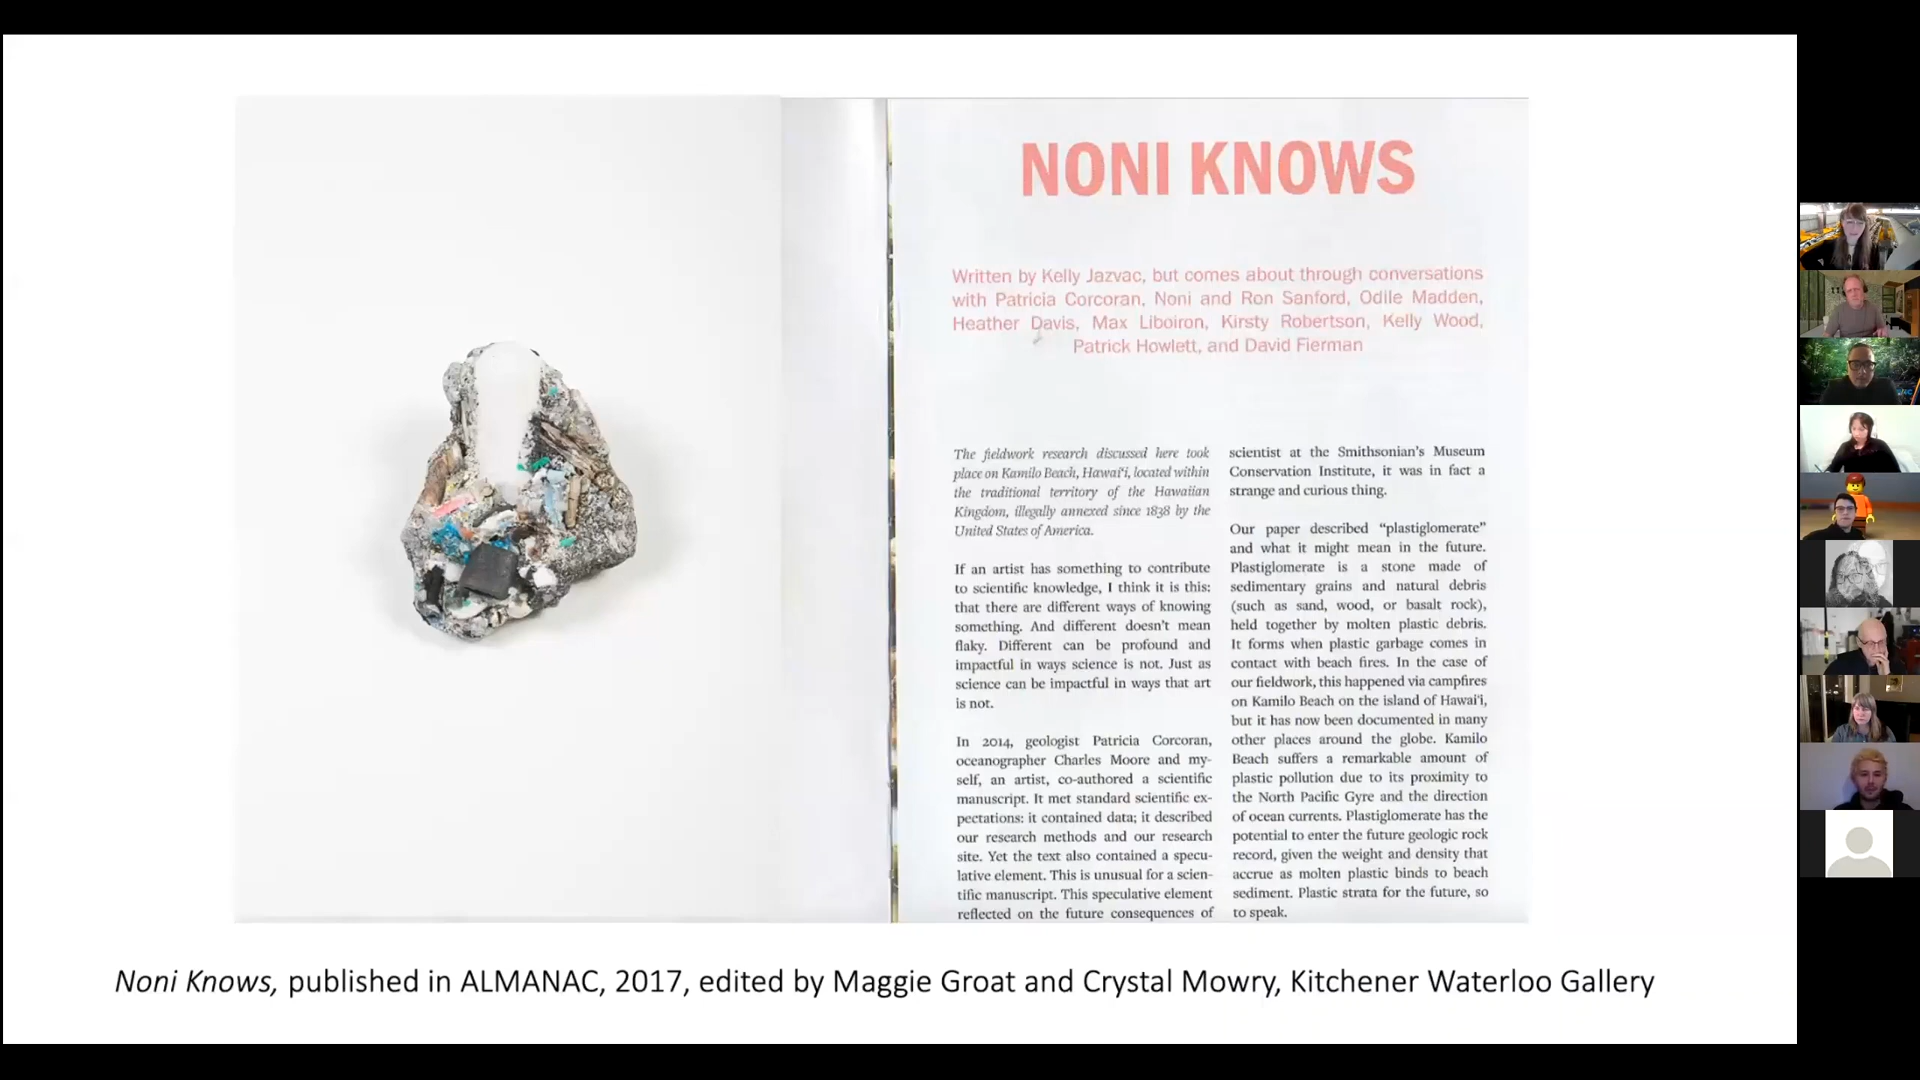 NONI KNOWS
Written by Kelly Jazvac, but comes about through conversations
with Patricia Corcoran, Noni and Ron Sanford, Odile Madden,
Heather Davis, Max Liboiron, Kirsty Robertson, Kelly Wood,
Patrick Howlett, and David Fierman
The fieldwork research discussed here took
place on Kamilo Beach, Hawai'i, located within
the traditional territory of the Hawaiian
Kingdom, illegally annexed since 1838 by the
United States of America.
If an artist has something to contribute
to scientific knowledge, I think it is this:
that there are different ways of knowing
something. And different doesn't mean
flaky. Different can be profound and
impactful in ways science is not. Just as
science can be impactful in ways that art
is not.
In 2014, geologist Patricia Corcoran,
oceanographer Charles Moore and my-
self, an artist, co-authored a scientific
manuscript. It met standard scientific ex-
pectations: it contained data; it described
our research methods and our research
site. Yet the text also contained a specu-
lative element. This is unusual for a scien-
tific manuscript. This speculative element
reflected on the future consequences of
scientist at the Smithsonian's Museum
Conservation Institute, it was in fact a
strange and curious thing.
Our paper described “plastiglomerate”
and what it might mean in the future.
Plastiglomerate is a stone made of
sedimentary grains and natural debris
(such as sand, wood, or basalt rock),
held together by molten plastic debris.
It forms when plastic garbage comes in
contact with beach fires. In the case of
our fieldwork, this happened via campfires
on Kamilo Beach on the island of Hawai'i,
but it has now been documented in many
other places around the globe. Kamilo
Beach suffers a remarkable amount of
plastic pollution due to its proximity to
the North Pacific Gyre and the direction
of ocean currents. Plastiglomerate has the
potential to enter the future geologic rock
record, given the weight and density that
accrue as molten plastic binds to beach
sediment. Plastic strata for the future, so
to speak.
Noni Knows, published in ALMANAC, 2017, edited by Maggie Groat and Crystal Mowry, Kitchener Waterloo Gallery